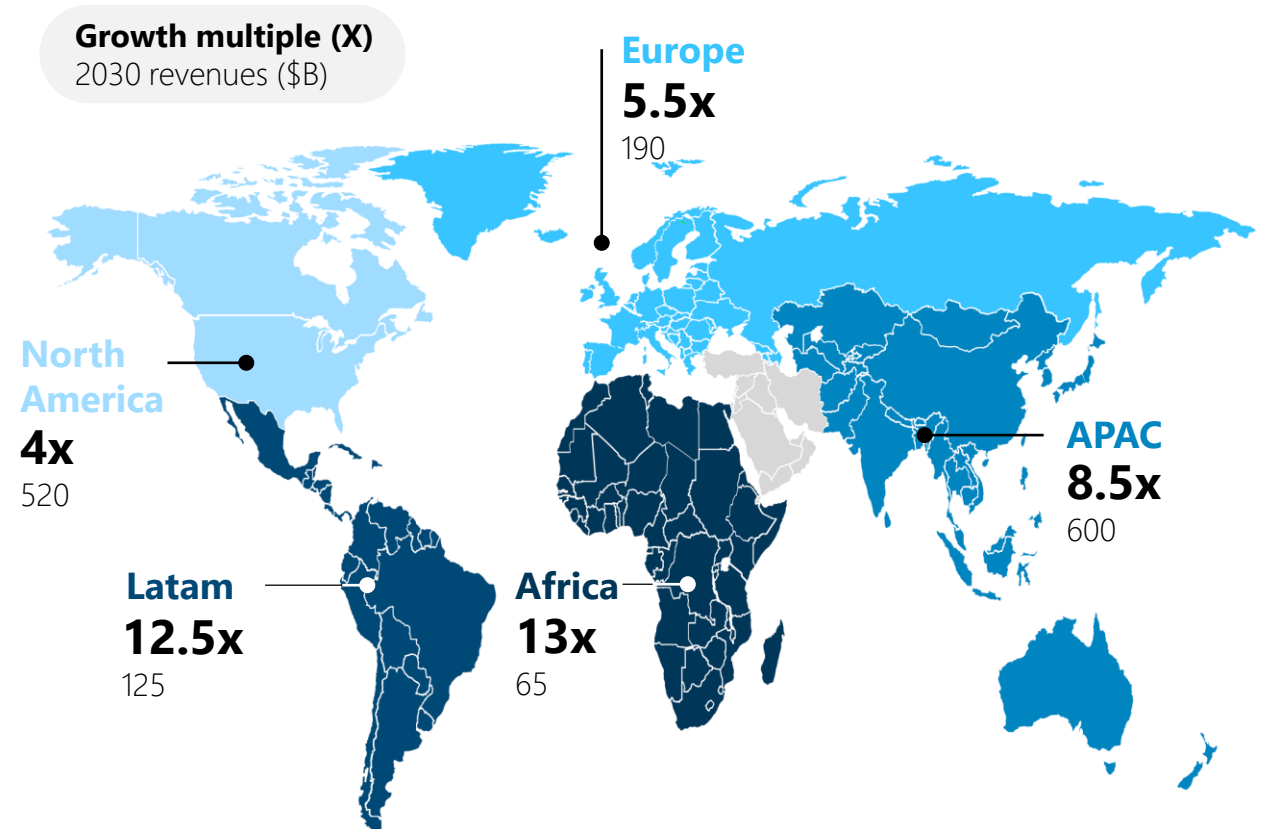 Growth multiple (X)
2030 revenues ($B)
Europe
5.5x
190
North
America
4x
520
APAC
8.5x
600
Latam
12.5x
125
Africa
13x
65